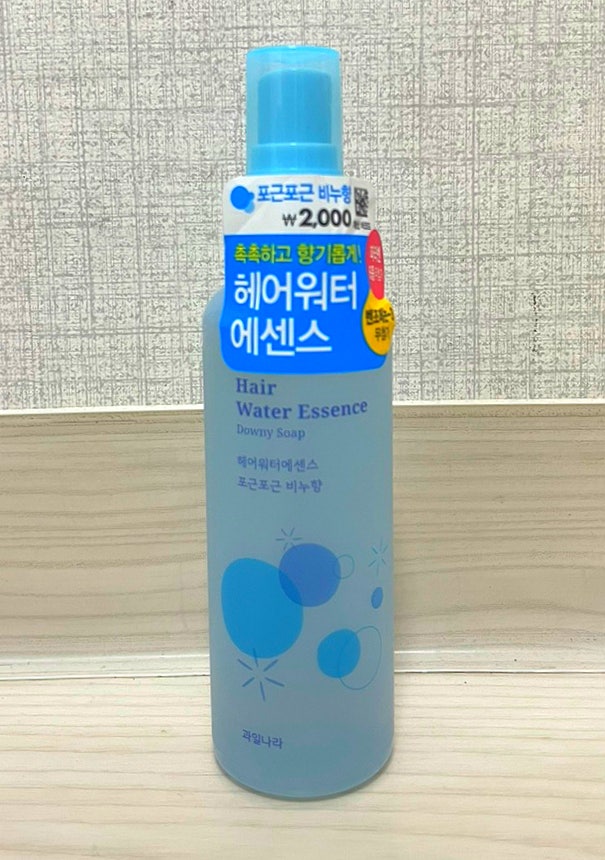 포근포근 비누향
₩2,000
촉촉하고 향기롭게!
헤어워터
에센스
Hair
Water Essence
Downy Soap
헤어워터에센스
포근포근 비누향
과일나라